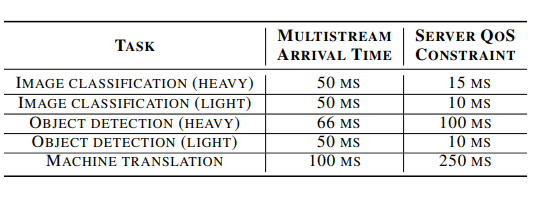 TASK MULTISTREAM ARRIVAL TIME SERVER QOS CONSTRAINT
IMAGE CLASSIFICATION (HEAVY) 50 MS 15 MS
IMAGE CLASSIFICATION (LIGHT) 50 MS 10 MS
OBJECT DETECTION (HEAVY) 66 MS 100 MS
OBJECT DETECTION (LIGHT) 50 MS 10 MS
MACHINE TRANSLATION 100 MS 250 MS